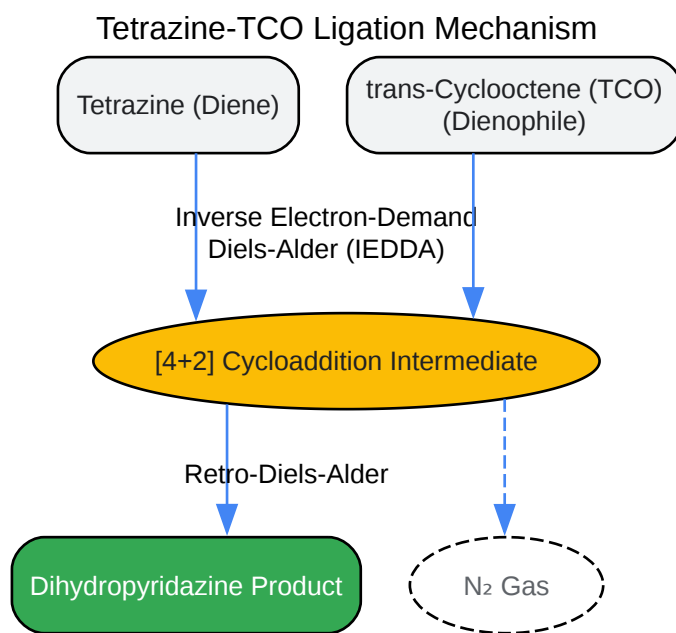 Tetrazine-TCO Ligation Mechanism
Tetrazine (Diene)
trans-Cyclooctene (TCO)
(Dienophile)
Inverse Electron-Demand
Diels-Alder (IEDDA)
[4+2] Cycloaddition Intermediate
Retro-Diels-Alder
Dihydropyridazine Product
N₂ Gas